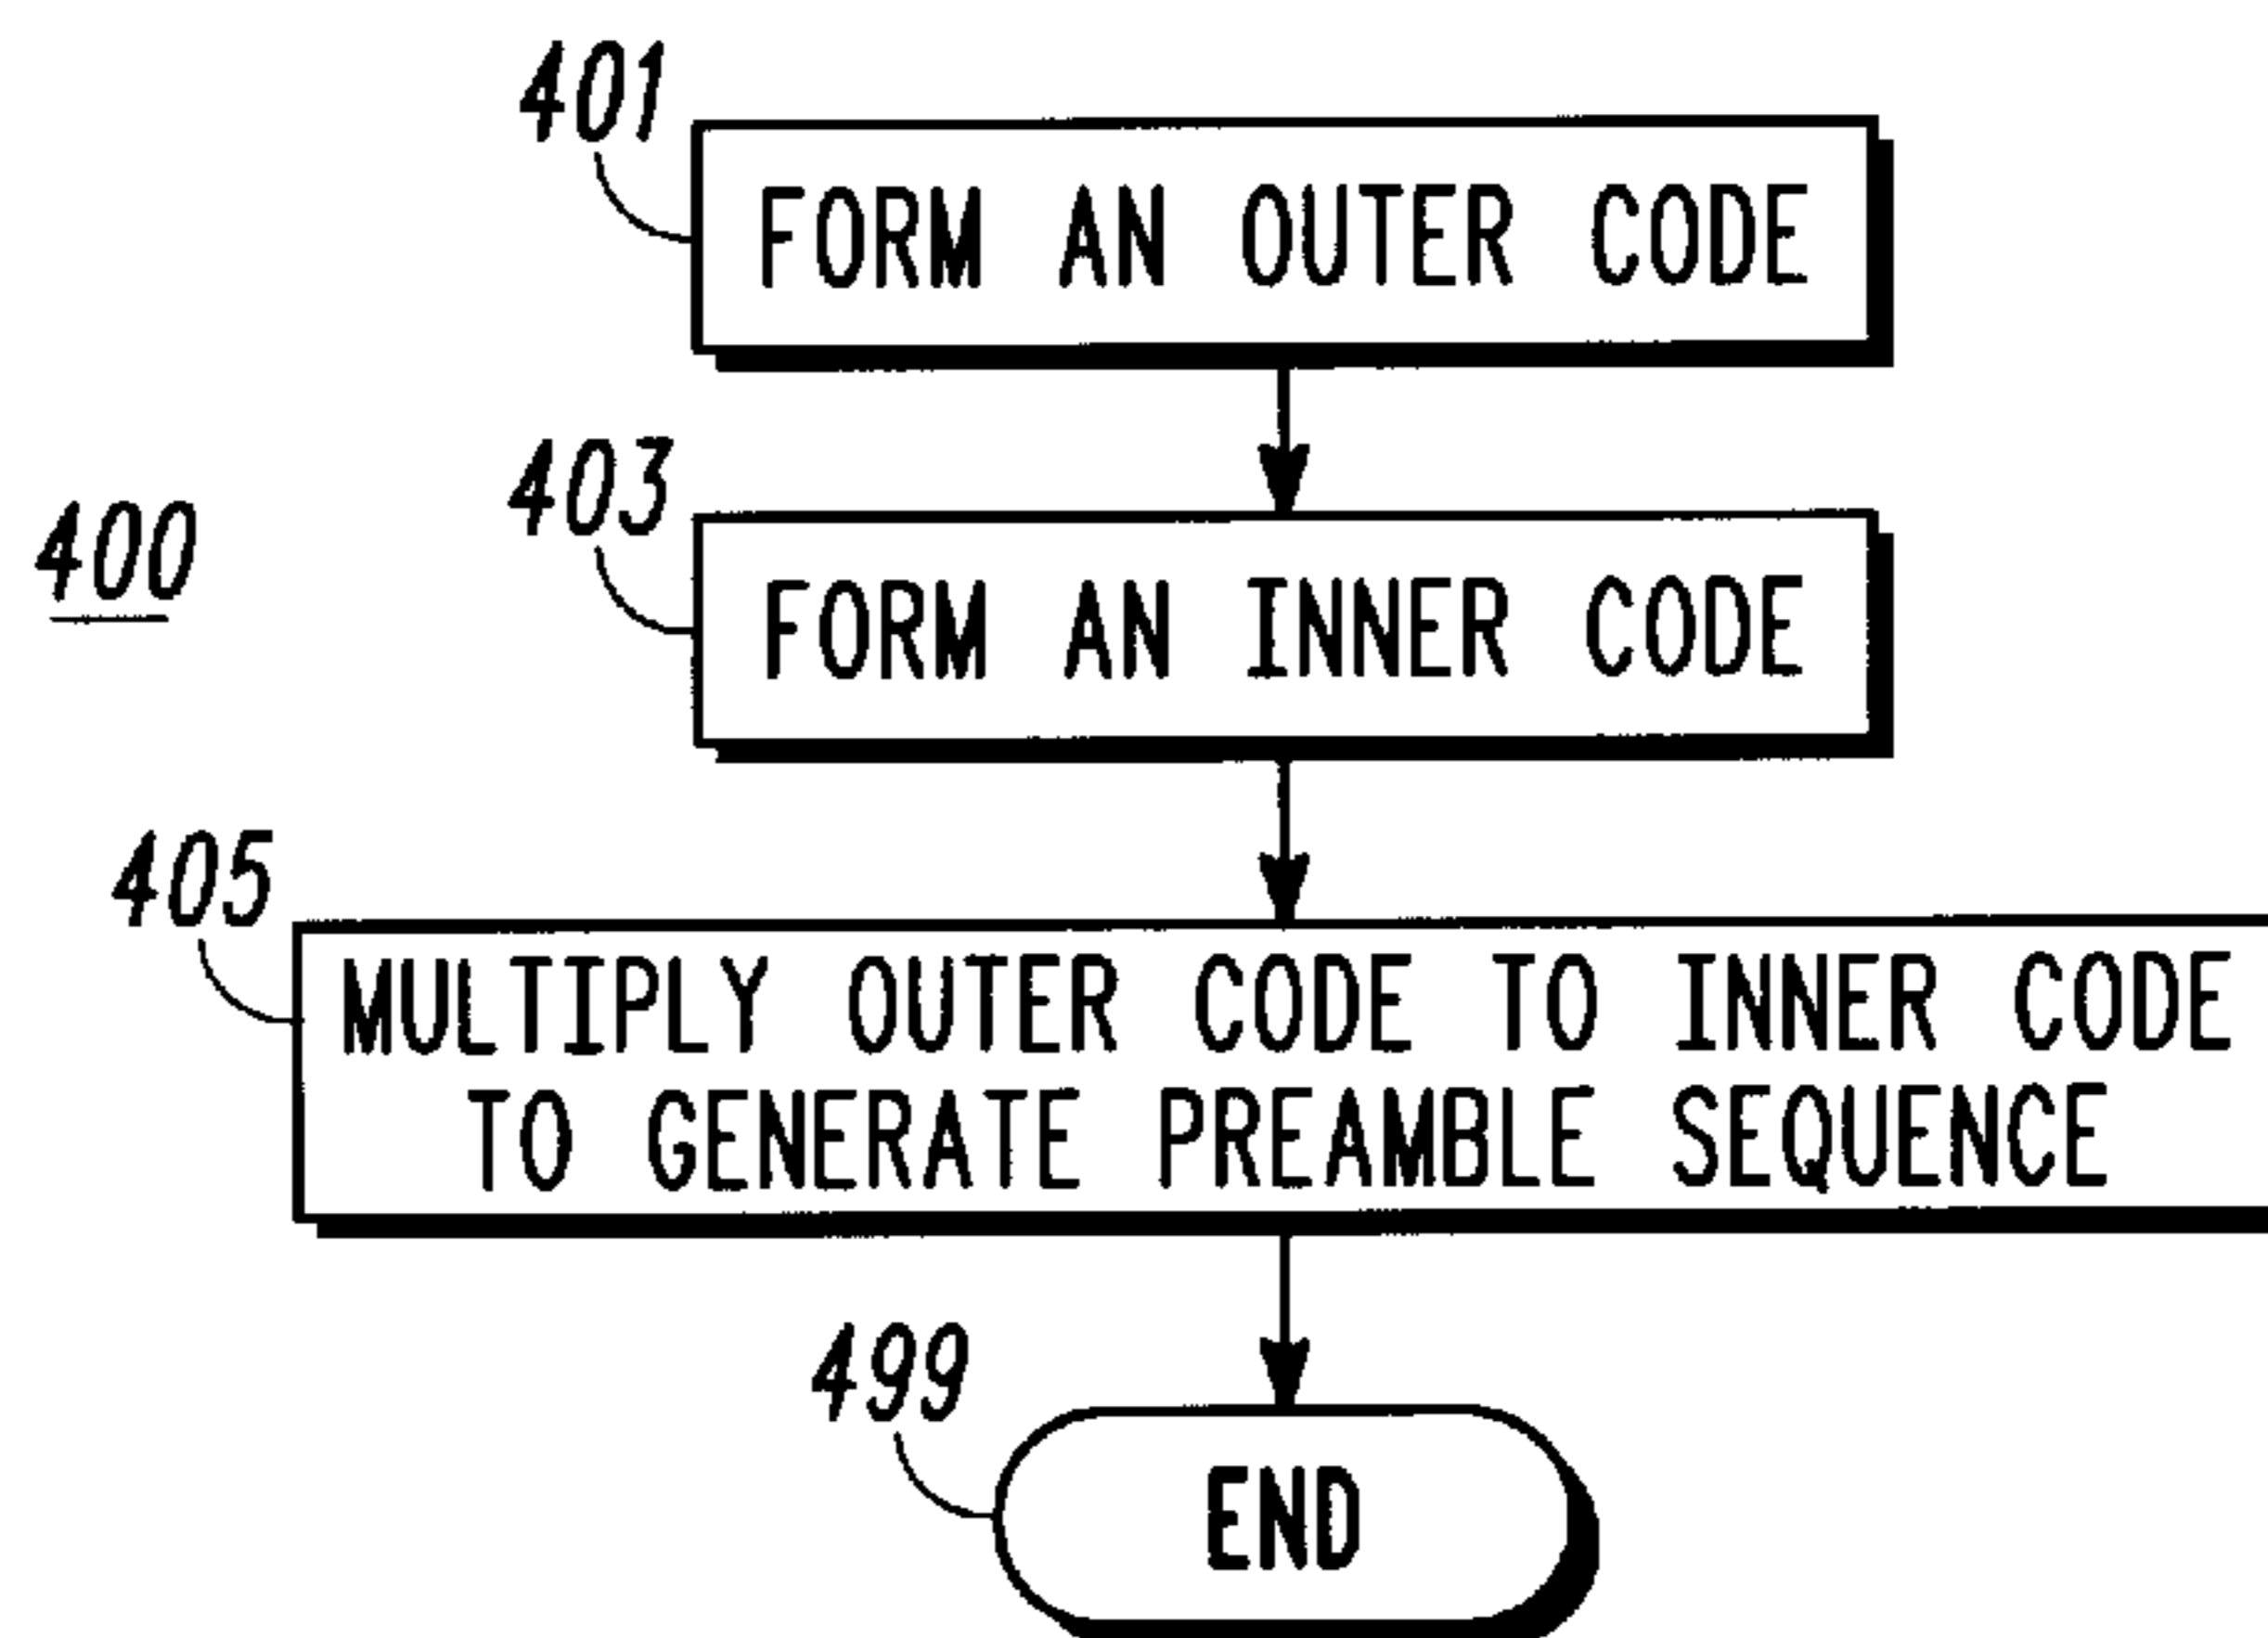 401
FORM AN OUTER CODE
403
400
FORM AN INNER CODE
405
MULTIPLY OUTER CODE TO INNER CODE
TO GENERATE PREAMBLE SEQUENCE
499
END